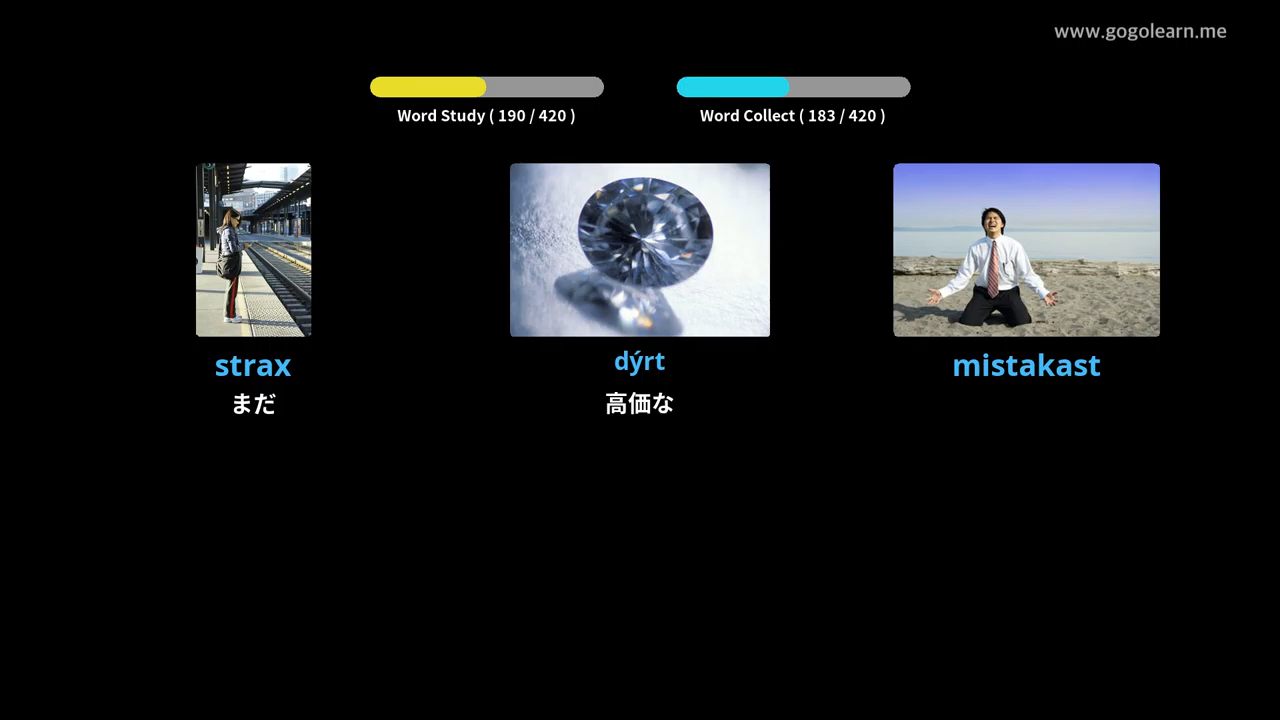 www.gogolearn.me
Word Study ( 190 / 420 )
Word Collect ( 183 / 420 )
strax
dýrt
mistakast
まだ
高価な